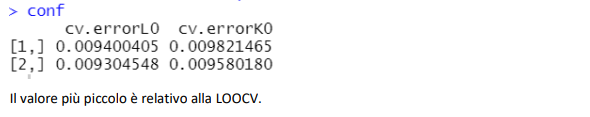 > conf
cv.errorL0 cv.errorK0
[1,] 0.009400405 0.009821465
[2,] 0.009304548 0.009580180
Il valore più piccolo è relativo alla LOOCV.